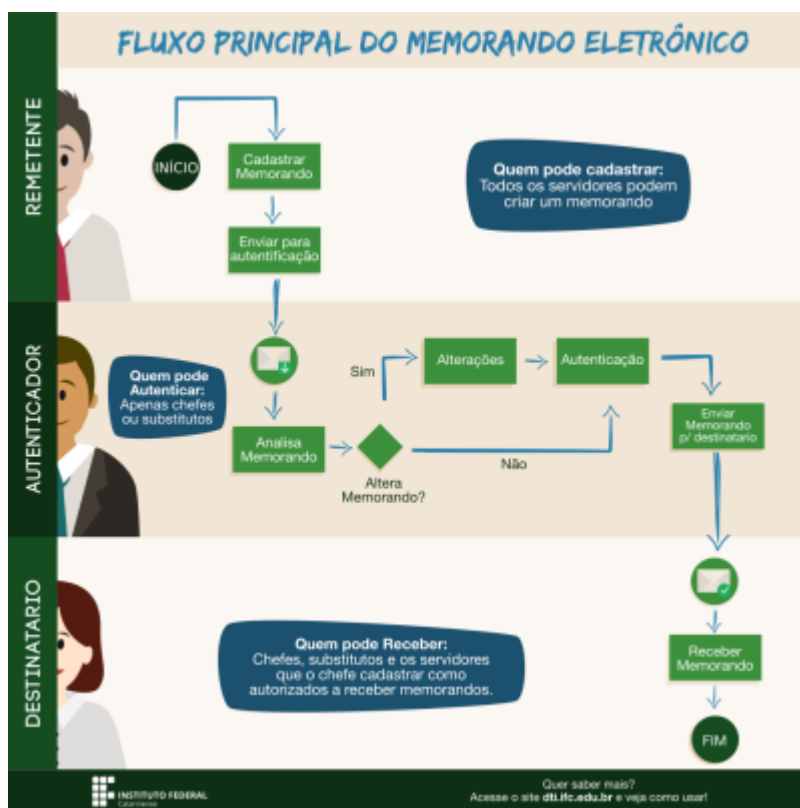 FLUXO PRINCIPAL DO MEMORANDO ELETRÔNICO
REMETENTE
INÍCIO
Cadastrar
Memorando
Quem pode cadastrar:
Todos os servidores podem
criar um memorando
Enviar para
autentificação
AUTENTICADOR
Quem pode
Autenticar:
Apenas chefes
ou substitutos
Sim
Alterações
Autenticação
Analisa
Memorando
Altera
Memorando?
Não
Enviar
Memorando
p/ destinatario
DESTINATARIO
Quem pode Receber:
Chefes, substitutos e os servidores
que o chefe cadastrar como
autorizados a receber memorandos.
Receber
Memorando
FIM
INSTITUTO FEDERAL
Catarinense
Quer saber mais?
Acesse o site dti.ifc.edu.br e veja como usar!